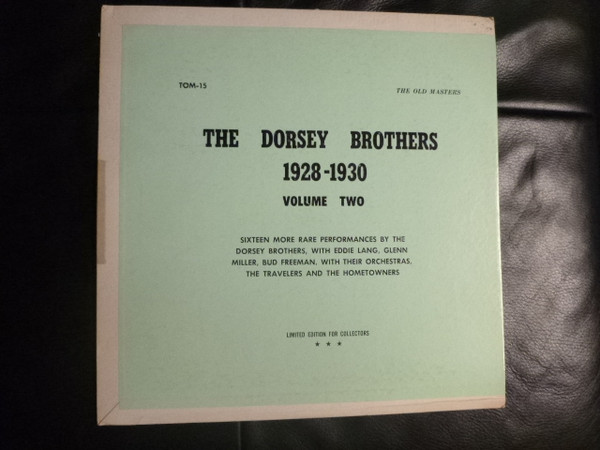 TOM-15
THE OLD MASTERS
THE DORSEY BROTHERS
1928-1930
VOLUME TWO
SIXTEEN MORE RARE PERFORMANCES BY THE
DORSEY BROTHERS, WITH EDDIE LANG, GLENN
MILLER, BUD FREEMAN, WITH THEIR ORCHESTRAS,
THE TRAVELERS AND THE HOMETOWNERS
LIMITED EDITION FOR COLLECTORS
★ ★ ★